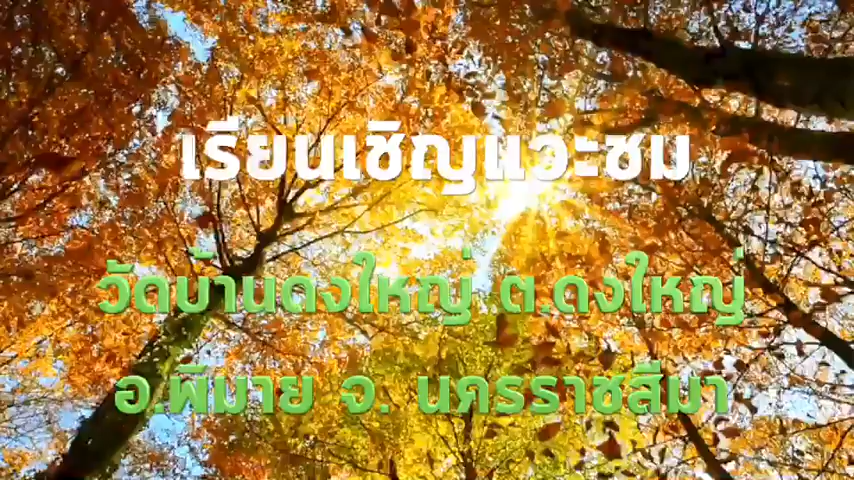 เรียนเชิญแวะชม
วัดบ้านดงใหญ่ ต.ดงใหญ่
อ.พิมาย จ. นครราชสีมา